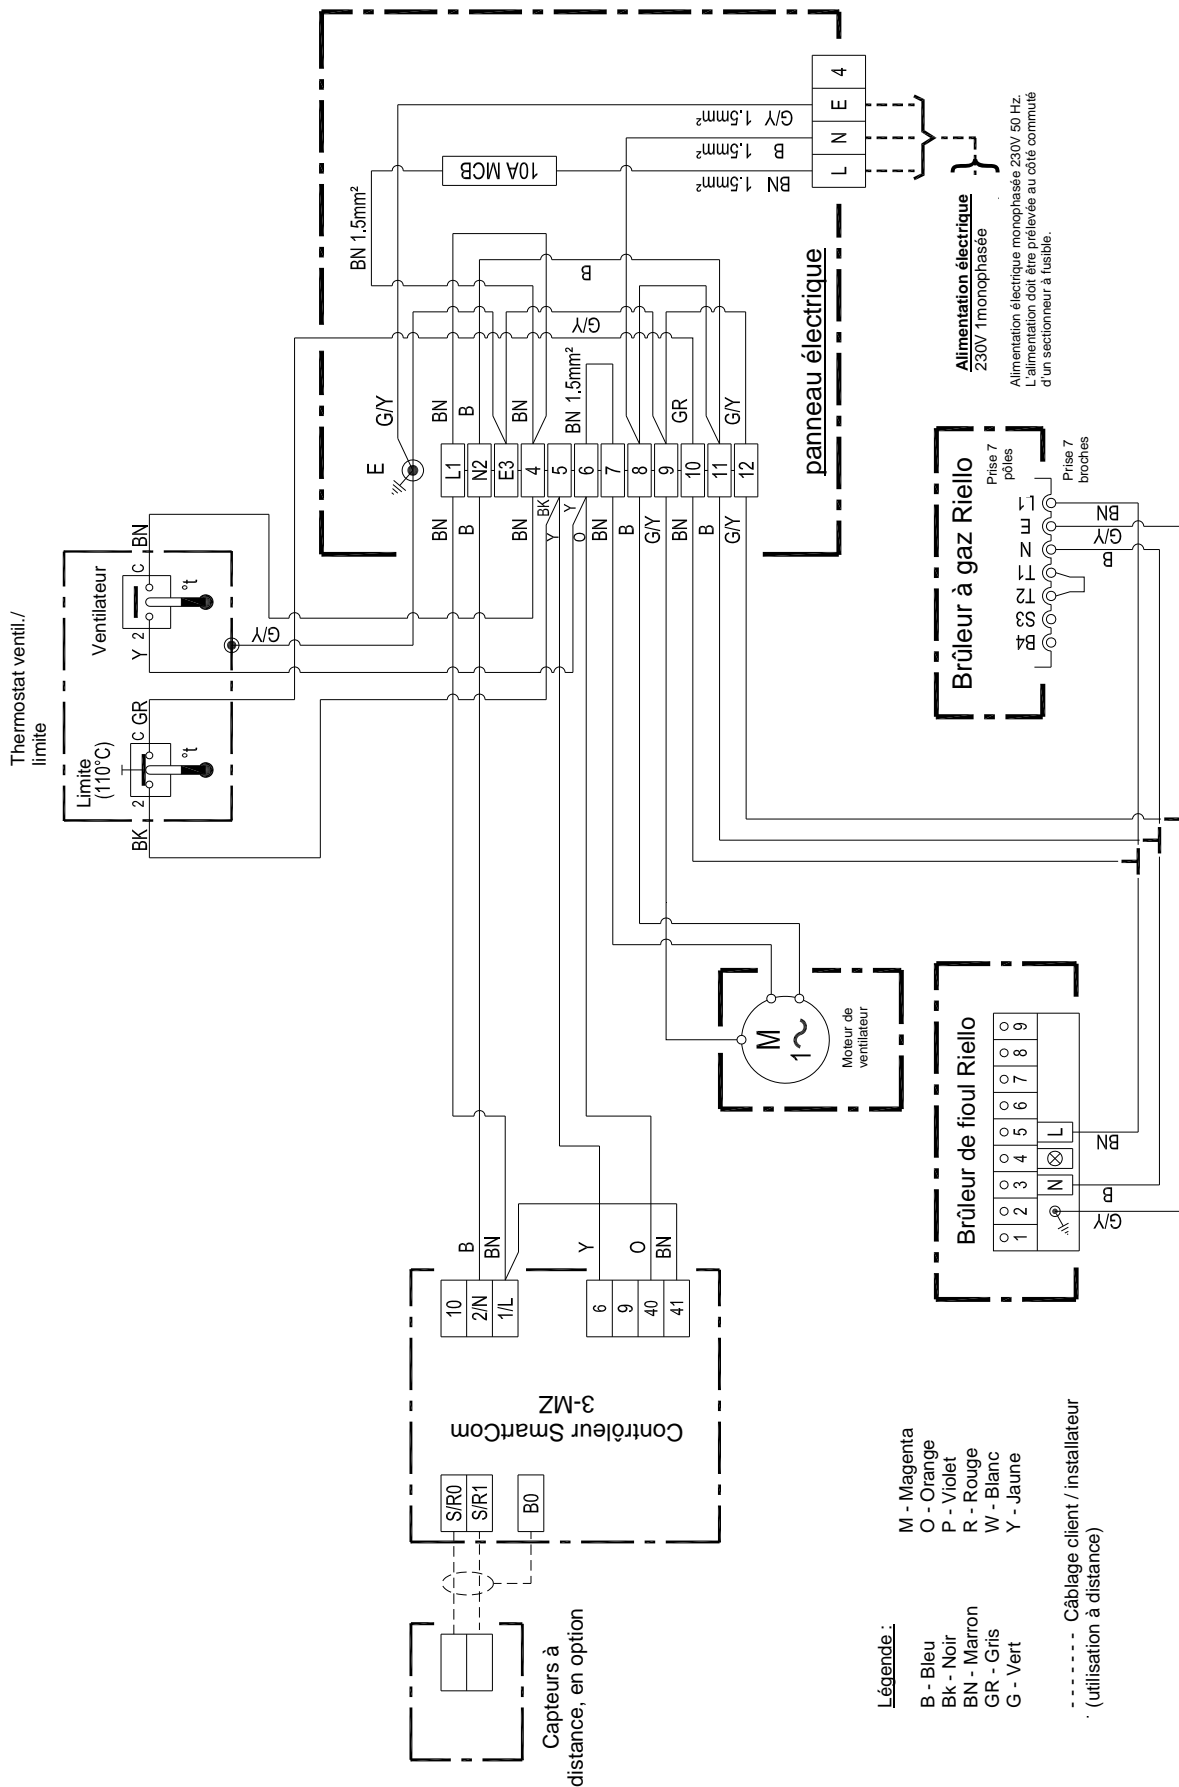 Thermostat ventil./
limite
Limite
(110°C)
Ventilateur
BK
2
C
GR
Y
2
C
BN
°t
°t
G/Y
E
G/Y
BN 1.5mm²
10A MCB
BN 1.5mm²
B 1.5mm²
G/Y 1.5mm²
L
N
E
4
B
G/Y
BN 1.5mm²
BN
B
BN
GR
G/Y
L1
N2
E3
4
5
6
7
8
9
10
11
12
BN
B
BN
BK
Y
Y
O
BN
B
G/Y
BN
B
G/Y
panneau électrique
Alimentation électrique
230V 1monophasée
Alimentation électrique monophasée 230V 50 Hz.
L'alimentation doit être prélevée au côté commuté
d'un sectionneur à fusible.
Brûleur à gaz Riello
Prise 7
pôles
Prise 7
broches
B4
S3
T2
T1
N
E
L1
B
G/Y
BN
M
1
Moteur de
ventilateur
Brûleur de fioul Riello
1
2
3
4
5
6
7
8
9
N
L
G/Y
B
BN
B
BN
Y
O
BN
10
2/N
1/L
6
9
40
41
Contrôleur SmartCom
3-MZ
S/R0
S/R1
B0
Capteurs à
distance, en option
Légende :
B - Bleu
Bk - Noir
BN - Marron
GR - Gris
G - Vert
M - Magenta
O - Orange
P - Violet
R - Rouge
W - Blanc
Y - Jaune
- - - - - - - Câblage client / installateur
(utilisation à distance)